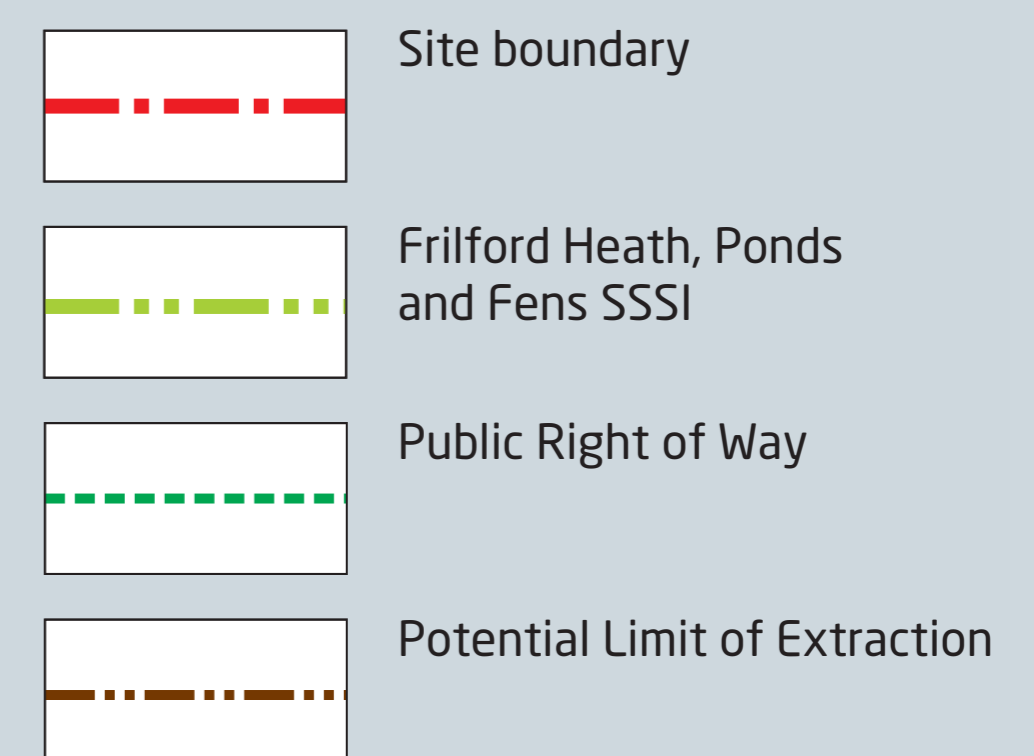 Site boundary
Frilford Heath, Ponds
and Fens SSSI
Public Right of Way
Potential Limit of Extraction